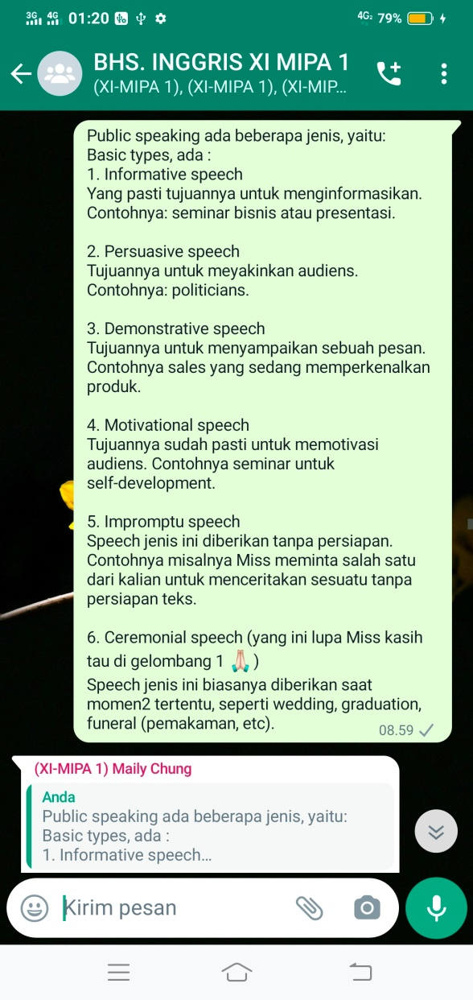 3G 4G 01:20
4G2 79%
BHS. INGGRIS XI MIPA 1
(XI-MIPA 1), (XI-MIPA 1), (XI-MIP...
Public speaking ada beberapa jenis, yaitu:
Basic types, ada :
1. Informative speech
Yang pasti tujuannya untuk menginformasikan.
Contohnya: seminar bisnis atau presentasi.
2. Persuasive speech
Tujuannya untuk meyakinkan audiens.
Contohnya: politicians.
3. Demonstrative speech
Tujuannya untuk menyampaikan sebuah pesan.
Contohnya sales yang sedang memperkenalkan
produk.
4. Motivational speech
Tujuannya sudah pasti untuk memotivasi
audiens. Contohnya seminar untuk
self-development.
5. Impromptu speech
Speech jenis ini diberikan tanpa persiapan.
Contohnya misalnya Miss meminta salah satu
dari kalian untuk menceritakan sesuatu tanpa
persiapan teks.
6. Ceremonial speech (yang ini lupa Miss kasih
tau di gelombang 1 🙏🏻)
Speech jenis ini biasanya diberikan saat
momen2 tertentu, seperti wedding, graduation,
funeral (pemakaman, etc).
08.59
(XI-MIPA 1) Maily Chung
Anda
Public speaking ada beberapa jenis, yaitu:
Basic types, ada :
1. Informative speech...
Kirim pesan